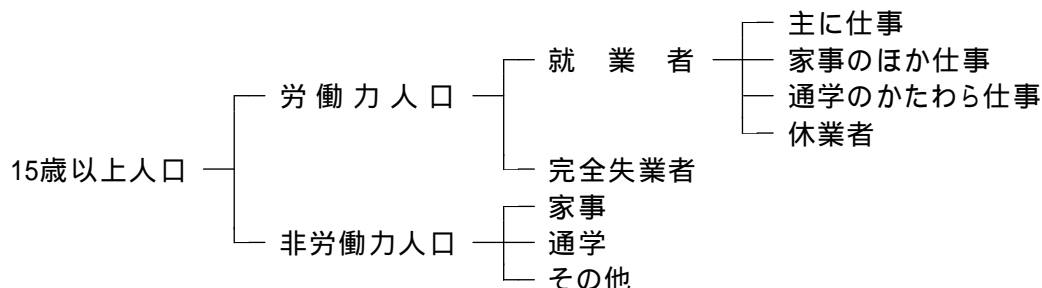 主に仕事
就業者
家事のほか仕事
労働力人口
通学のかたわら仕事
休業者
15歳以上人口
完全失業者
家事
非労働力人口
通学
その他